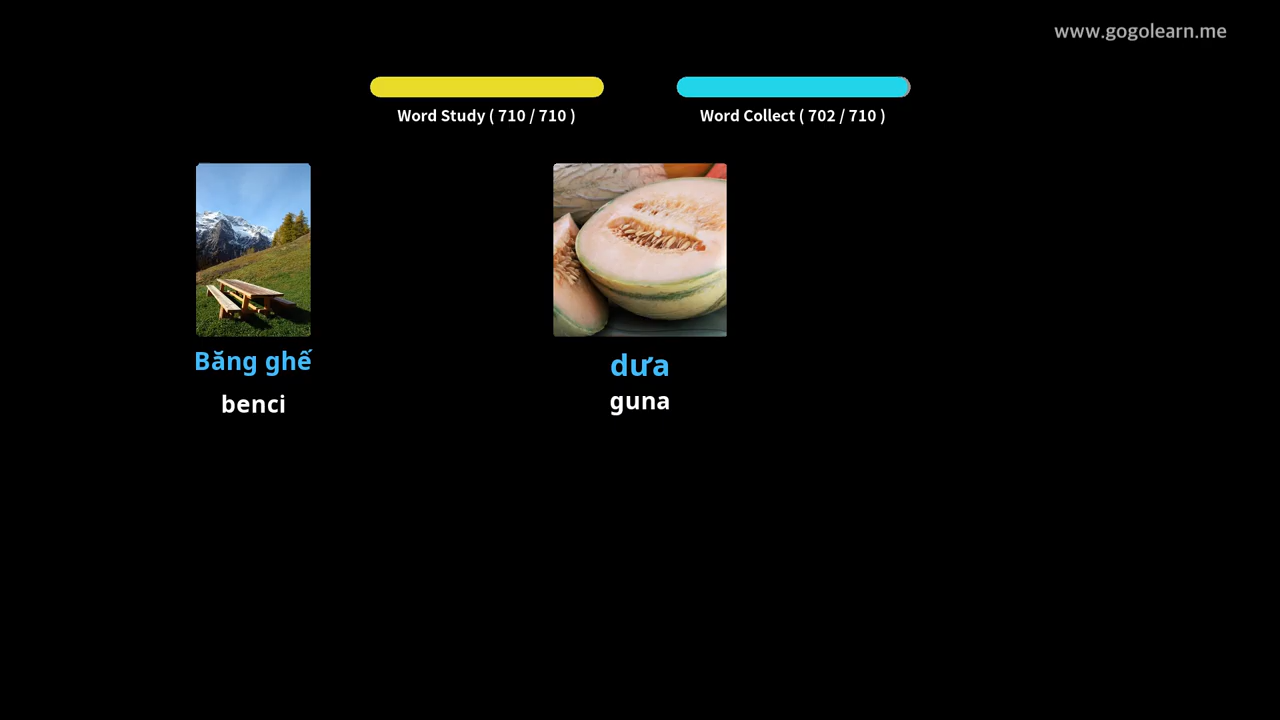 www.gogolearn.me
Word Study ( 710 / 710 )
Word Collect ( 702 / 710 )
Băng ghế
benci
dưa
guna